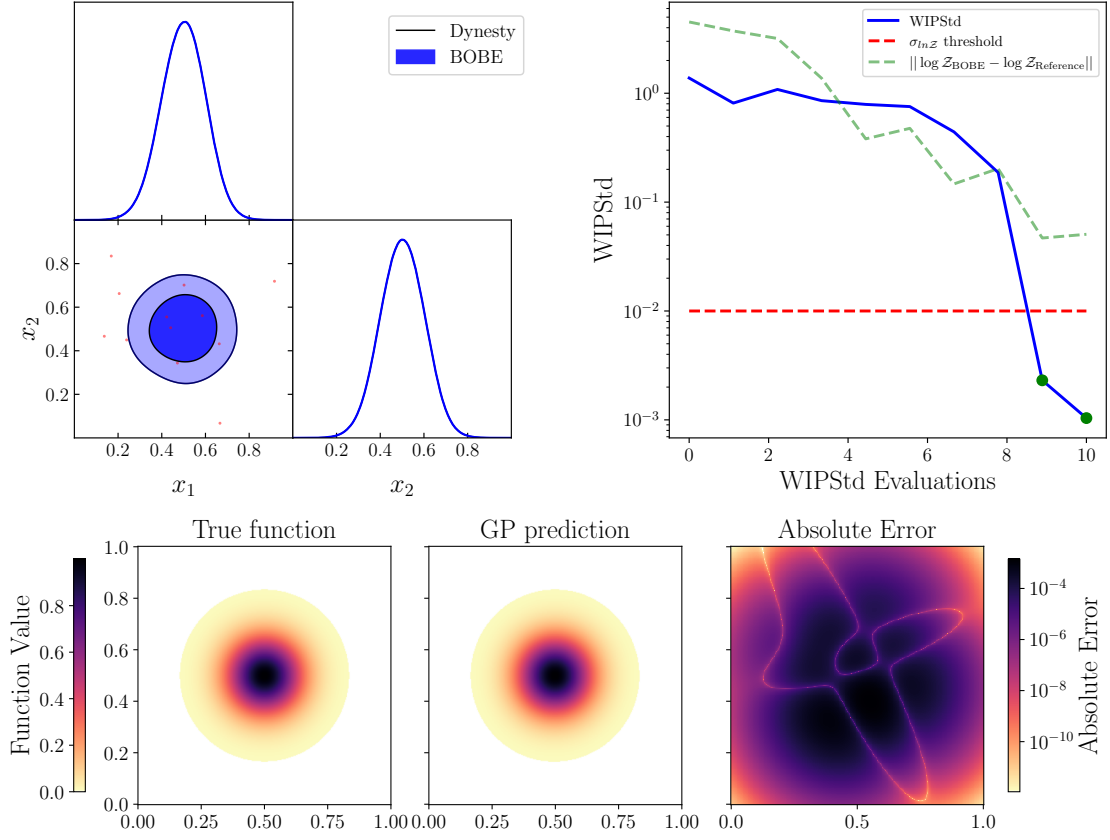 Dynesty
BOBE
0.8
0.6
0.4
0.2
x₂
0.2 0.4 0.6 0.8
x₁
0.2 0.4 0.6 0.8
x₂
WIPStd
σ_{ln𝒵} threshold
|| log 𝒵_BOBE − log 𝒵_Reference||
10⁰
10⁻¹
10⁻²
10⁻³
WIPStd
0 2 4 6 8 10
WIPStd Evaluations
Function Value
0.8
0.6
0.4
0.2
0.0
True function
1.0
0.8
0.6
0.4
0.2
0.0
0.00 0.25 0.50 0.75 1.00
GP prediction
0.00 0.25 0.50 0.75 1.00
Absolute Error
0.0 0.5 1.0
10⁻⁴
10⁻⁶
10⁻⁸
10⁻¹⁰
Absolute Error